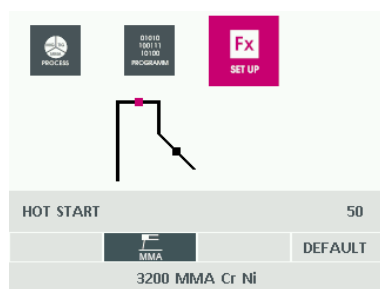 PROCESS
01010
100111
10100
PROGRAMM
Fx
SET UP
HOT START 50
MMA
DEFAULT
3200 MMA Cr Ni